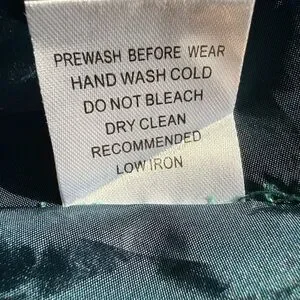 PREWASH BEFORE WEAR
HAND WASH COLD
DO NOT BLEACH
DRY CLEAN
RECOMMENDED
LOW IRON